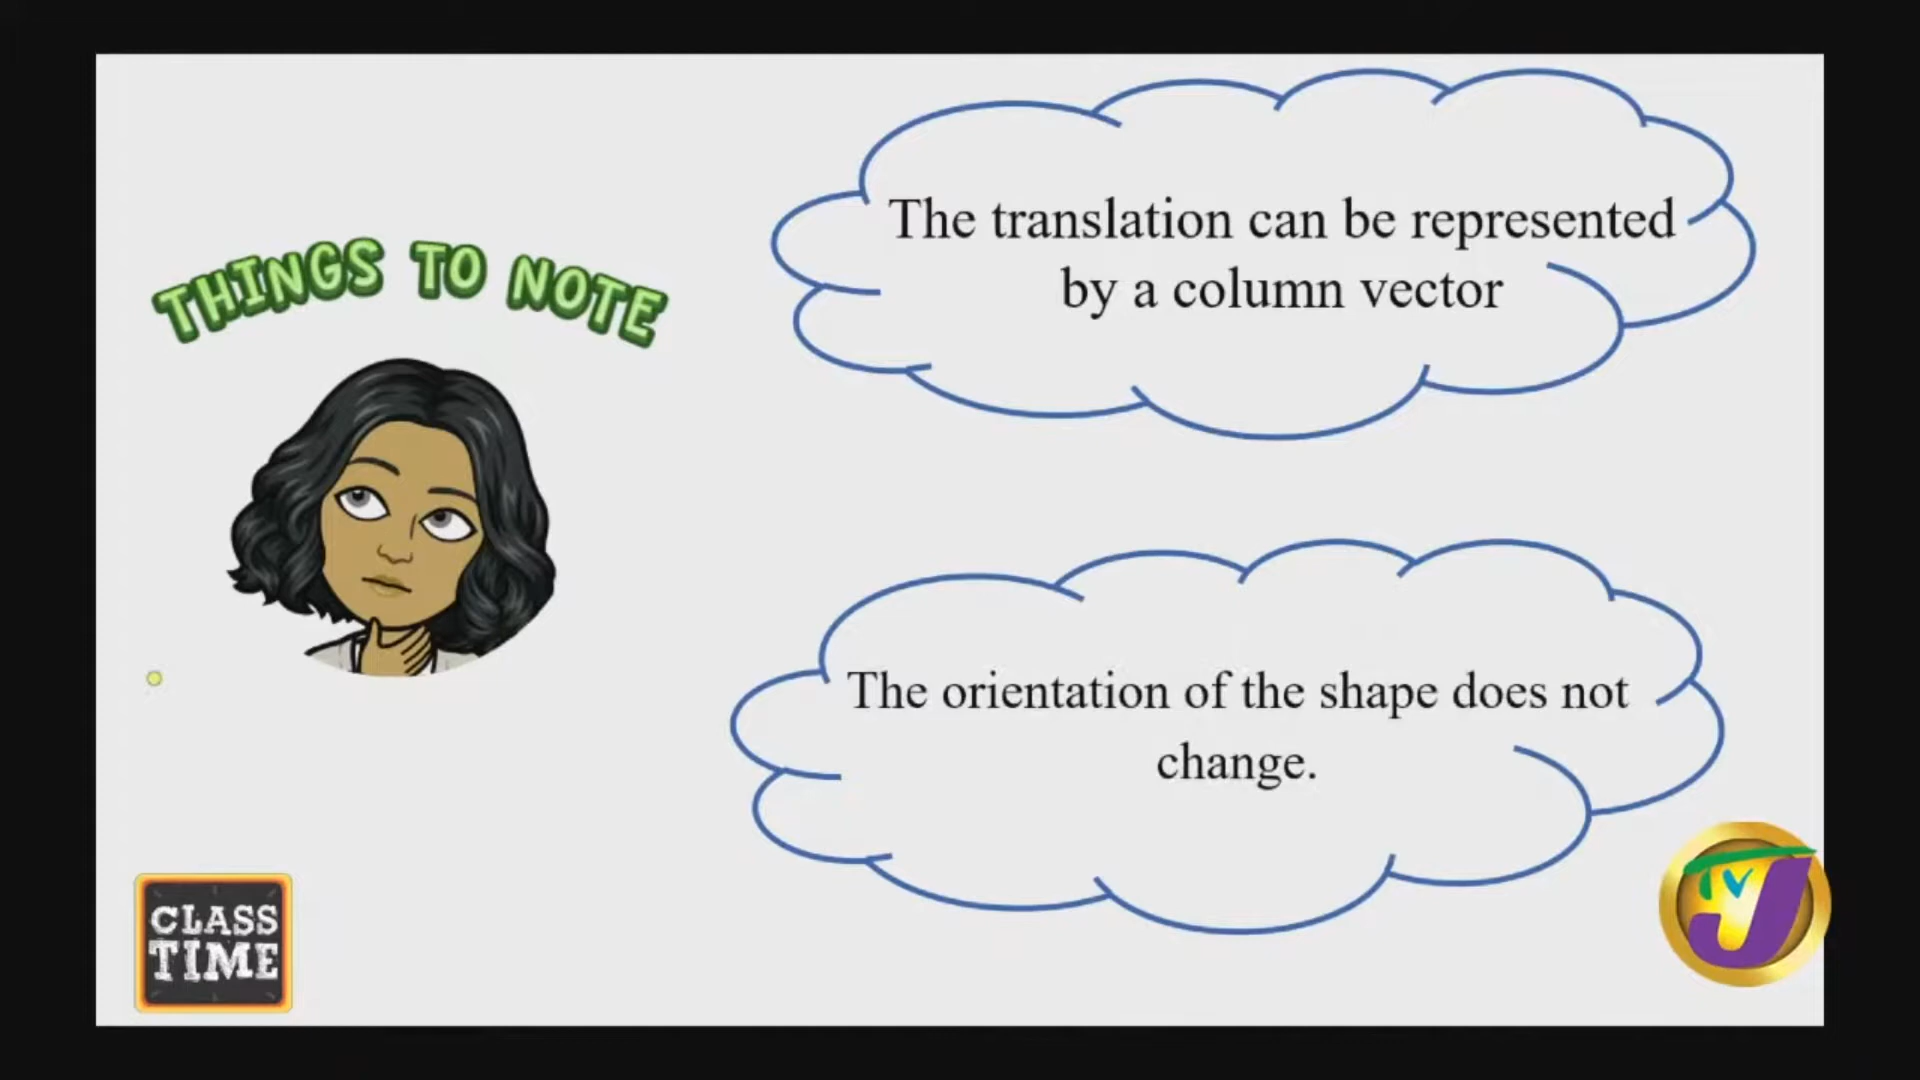 THINGS TO NOTE
The translation can be represented
by a column vector
The orientation of the shape does not
change.
CLASS
TIME
TVJ